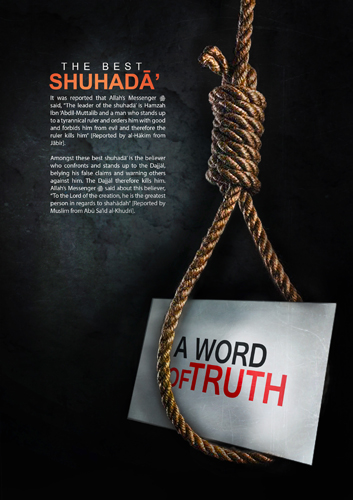 THE BEST
SHUHADĀ’
It was reported that Allah's Messenger ﷺ
said, "The leader of the shuhadā' is Hamzah
Ibn 'Abdil-Muttalib and a man who stands up
to a tyrannical ruler and orders him with good
and forbids him from evil and therefore the
ruler kills him" [Reported by al-Hākim from
Jābir].
Amongst these best shuhadā' is the believer
who confronts and stands up to the Dajjāl,
belying his false claims and warning others
against him. The Dajjāl therefore kills him.
Allah's Messenger ﷺ said about this believer,
"To the Lord of the creation, he is the greatest
person in regards to shahādah" [Reported by
Muslim from Abū Sa'īd al-Khudrī].
A WORD
OF TRUTH